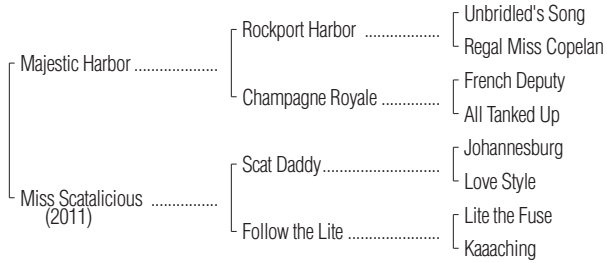 Unbridled's Song
Rockport Harbor ..................
Regal Miss Copelan
Majestic Harbor ....................
French Deputy
Champagne Royale ..............
All Tanked Up
Johannesburg
Scat Daddy............................
Love Style
Miss Scatalicious ................
(2011)
Lite the Fuse
Follow the Lite ......................
Kaaaching